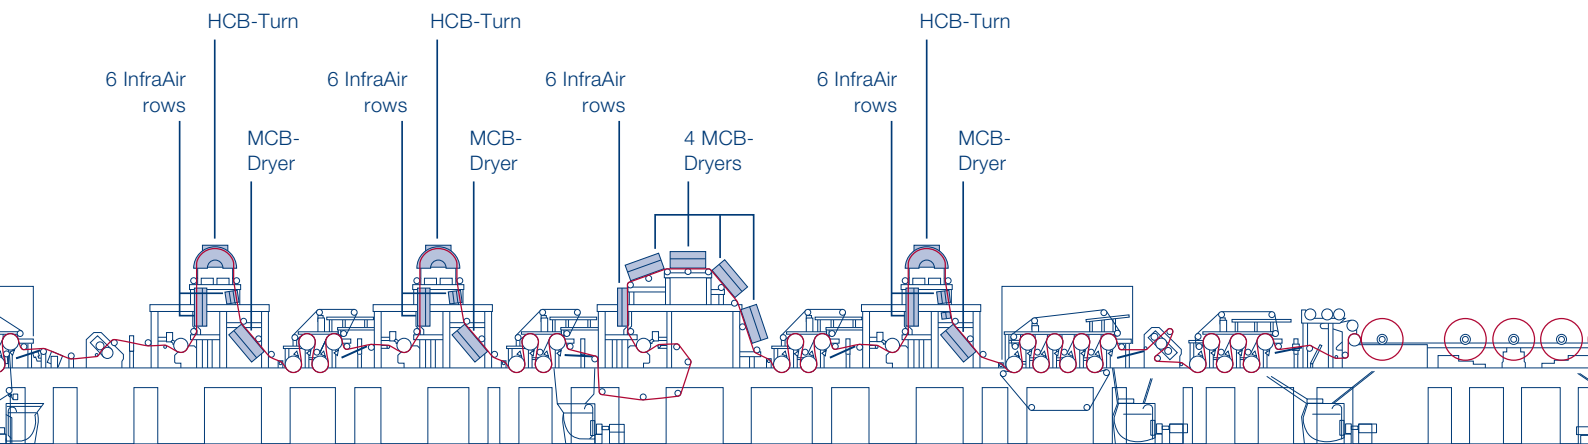 HCB-Turn
HCB-Turn
HCB-Turn
6 InfraAir
rows
6 InfraAir
rows
6 InfraAir
rows
6 InfraAir
rows
MCB-
Dryer
MCB-
Dryer
4 MCB-
Dryers
MCB-
Dryer